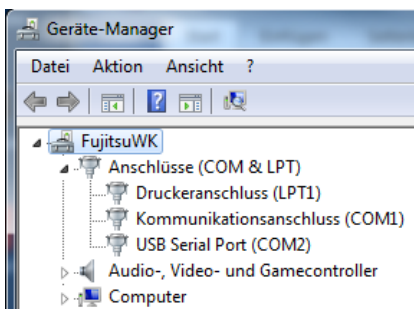 Geräte-Manager
Datei Aktion Ansicht ?
FujitsuWK
Anschlüsse (COM & LPT)
Druckeranschluss (LPT1)
Kommunikationsanschluss (COM1)
USB Serial Port (COM2)
Audio-, Video- und Gamecontroller
Computer